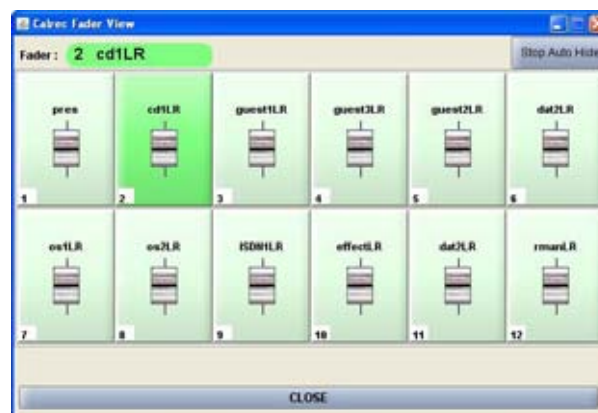 Calrec Fader View
Fader: 2 cd1LR
Stop Auto Hide
pres cd1LR guest1LR guest3LR guest2LR dat2LR
1 2 3 4 5 6
os1LR os2LR ISDN1LR effectLR dat2LR rmanLR
7 8 9 10 11 12
CLOSE